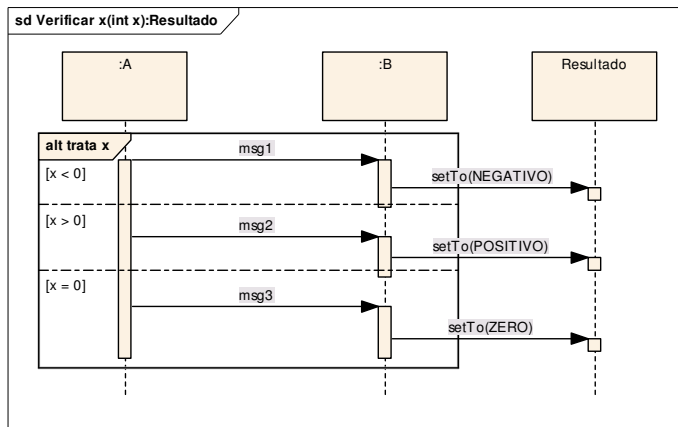 sd Verificar x(int x):Resultado
:A
:B
Resultado
alt trata x
msg1
[x < 0]
setTo(NEGATIVO)
[x > 0]
msg2
setTo(POSITIVO)
[x = 0]
msg3
setTo(ZERO)